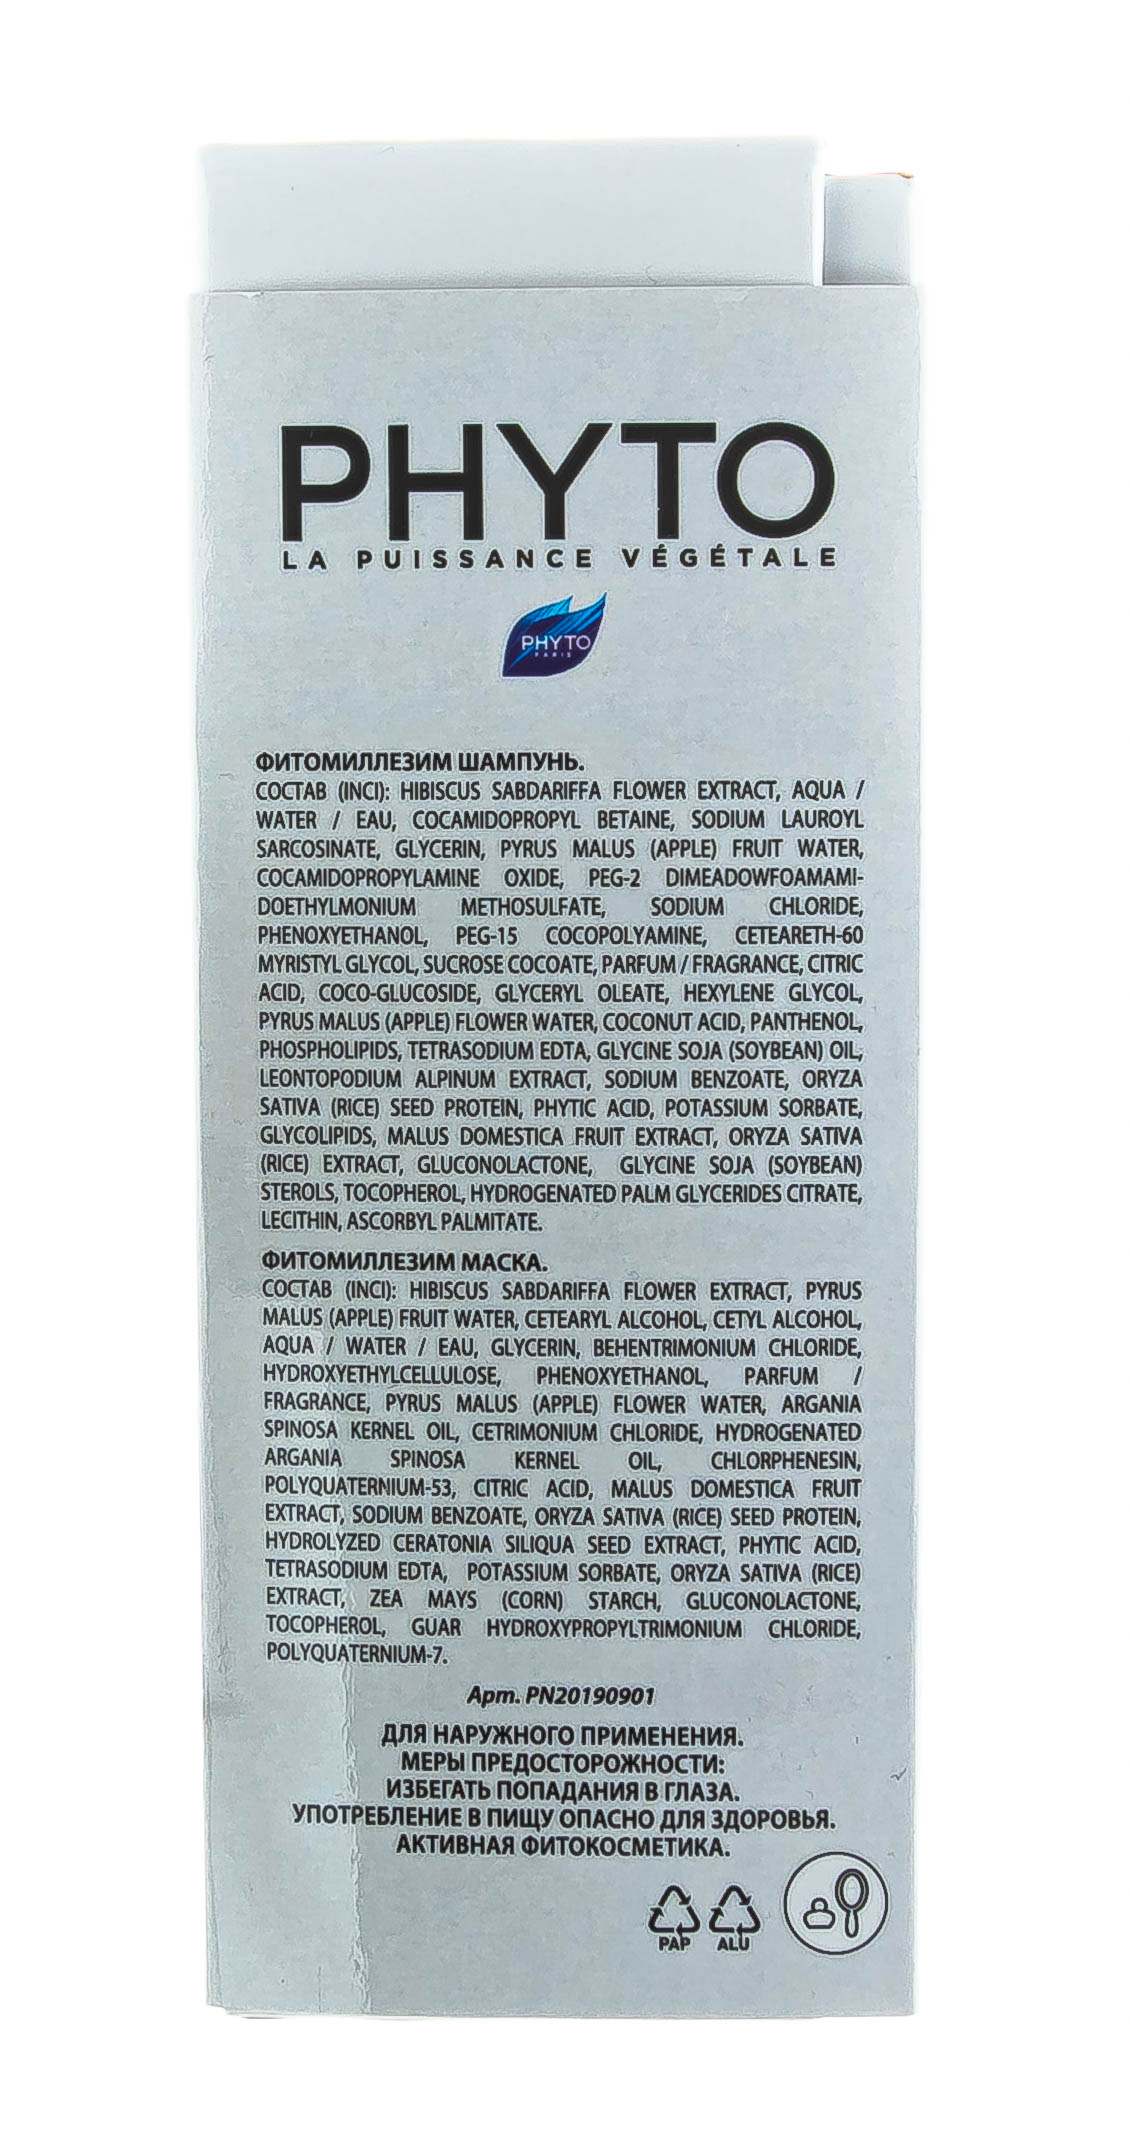 PHYTO
LA PUISSANCE VÉGÉTALE
PHYTO
PARIS
ФИТОМИЛЛЕЗИМ ШАМПУНЬ.
СОСТАВ (INCI): HIBISCUS SABDARIFFA FLOWER EXTRACT, AQUA /
WATER / EAU, COCAMIDOPROPYL BETAINE, SODIUM LAUROYL
SARCOSINATE, GLYCERIN, PYRUS MALUS (APPLE) FRUIT WATER,
COCAMIDOPROPYLAMINE OXIDE, PEG-2 DIMEADOWFOAMAMI-
DOETHYLMONIUM METHOSULFATE, SODIUM CHLORIDE,
PHENOXYETHANOL, PEG-15 COCOPOLYAMINE, CETEARETH-60
MYRISTYL GLYCOL, SUCROSE COCOATE, PARFUM / FRAGRANCE, CITRIC
ACID, COCO-GLUCOSIDE, GLYCERYL OLEATE, HEXYLENE GLYCOL,
PYRUS MALUS (APPLE) FLOWER WATER, COCONUT ACID, PANTHENOL,
PHOSPHOLIPIDS, TETRASODIUM EDTA, GLYCINE SOJA (SOYBEAN) OIL,
LEONTOPODIUM ALPINUM EXTRACT, SODIUM BENZOATE, ORYZA
SATIVA (RICE) SEED PROTEIN, PHYTIC ACID, POTASSIUM SORBATE,
GLYCOLIPIDS, MALUS DOMESTICA FRUIT EXTRACT, ORYZA SATIVA
(RICE) EXTRACT, GLUCONOLACTONE, GLYCINE SOJA (SOYBEAN)
STEROLS, TOCOPHEROL, HYDROGENATED PALM GLYCERIDES CITRATE,
LECITHIN, ASCORBYL PALMITATE.
ФИТОМИЛЛЕЗИМ МАСКА.
СОСТАВ (INCI): HIBISCUS SABDARIFFA FLOWER EXTRACT, PYRUS
MALUS (APPLE) FRUIT WATER, CETEARYL ALCOHOL, CETYL ALCOHOL,
AQUA / WATER / EAU, GLYCERIN, BEHENTRIMONIUM CHLORIDE,
HYDROXYETHYLCELLULOSE, PHENOXYETHANOL, PARFUM /
FRAGRANCE, PYRUS MALUS (APPLE) FLOWER WATER, ARGANIA
SPINOSA KERNEL OIL, CETRIMONIUM CHLORIDE, HYDROGENATED
ARGANIA SPINOSA KERNEL OIL, CHLORPHENESIN,
POLYQUATERNIUM-53, CITRIC ACID, MALUS DOMESTICA FRUIT
EXTRACT, SODIUM BENZOATE, ORYZA SATIVA (RICE) SEED PROTEIN,
HYDROLYZED CERATONIA SILIQUA SEED EXTRACT, PHYTIC ACID,
TETRASODIUM EDTA, POTASSIUM SORBATE, ORYZA SATIVA (RICE)
EXTRACT, ZEA MAYS (CORN) STARCH, GLUCONOLACTONE,
TOCOPHEROL, GUAR HYDROXYPROPYLTRIMONIUM CHLORIDE,
POLYQUATERNIUM-7.
Арт. PN20190901
ДЛЯ НАРУЖНОГО ПРИМЕНЕНИЯ.
МЕРЫ ПРЕДОСТОРОЖНОСТИ:
ИЗБЕГАТЬ ПОПАДАНИЯ В ГЛАЗА.
УПОТРЕБЛЕНИЕ В ПИЩУ ОПАСНО ДЛЯ ЗДОРОВЬЯ.
АКТИВНАЯ ФИТОКОСМЕТИКА.
PAP ALU